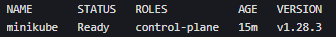 NAME       STATUS   ROLES           AGE   VERSION
minikube   Ready    control-plane   15m   v1.28.3